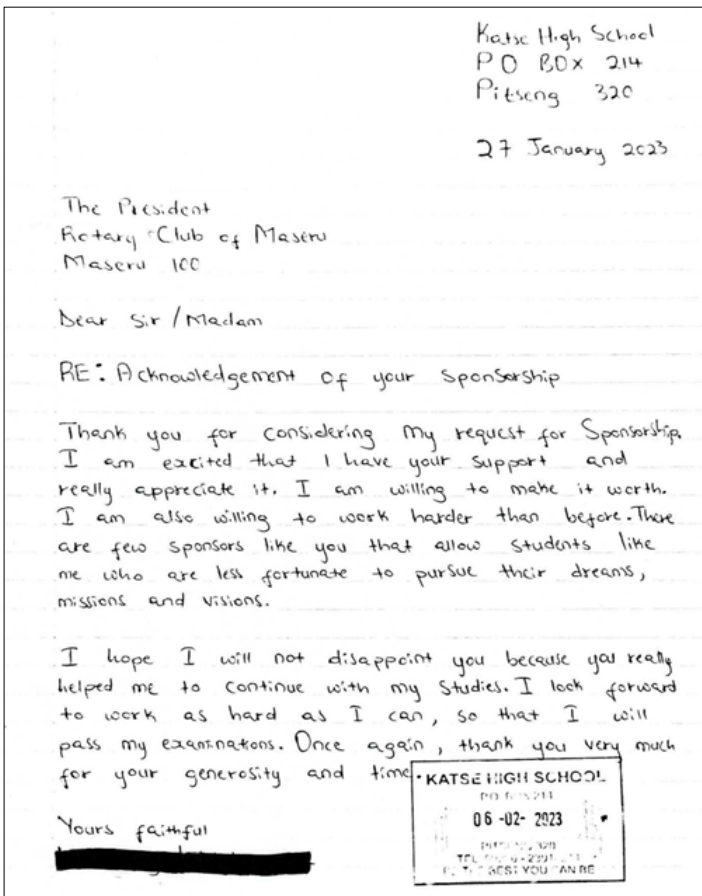 Katse High School
P O BOX 214
Pitseng 320
27 January 2023
The President
Rotary Club of Maseru
Maseru 100
Dear Sir / Madam
RE: Acknowledgement of your Sponsorship
Thank you for considering my request for Sponsorship.
I am excited that I have your support and
really appreciate it. I am willing to make it worth.
I am also willing to work harder than before. There
are few sponsors like you that allow students like
me who are less fortunate to pursue their dreams,
missions and visions.
I hope I will not disappoint you because you really
helped me to continue with my studies. I look forward
to work as hard as I can, so that I will
pass my examinations. Once again, thank you very much
for your generosity and time.
Yours faithful
KATSE HIGH SCHOOL
06 -02- 2023
BEST YOU CAN BE